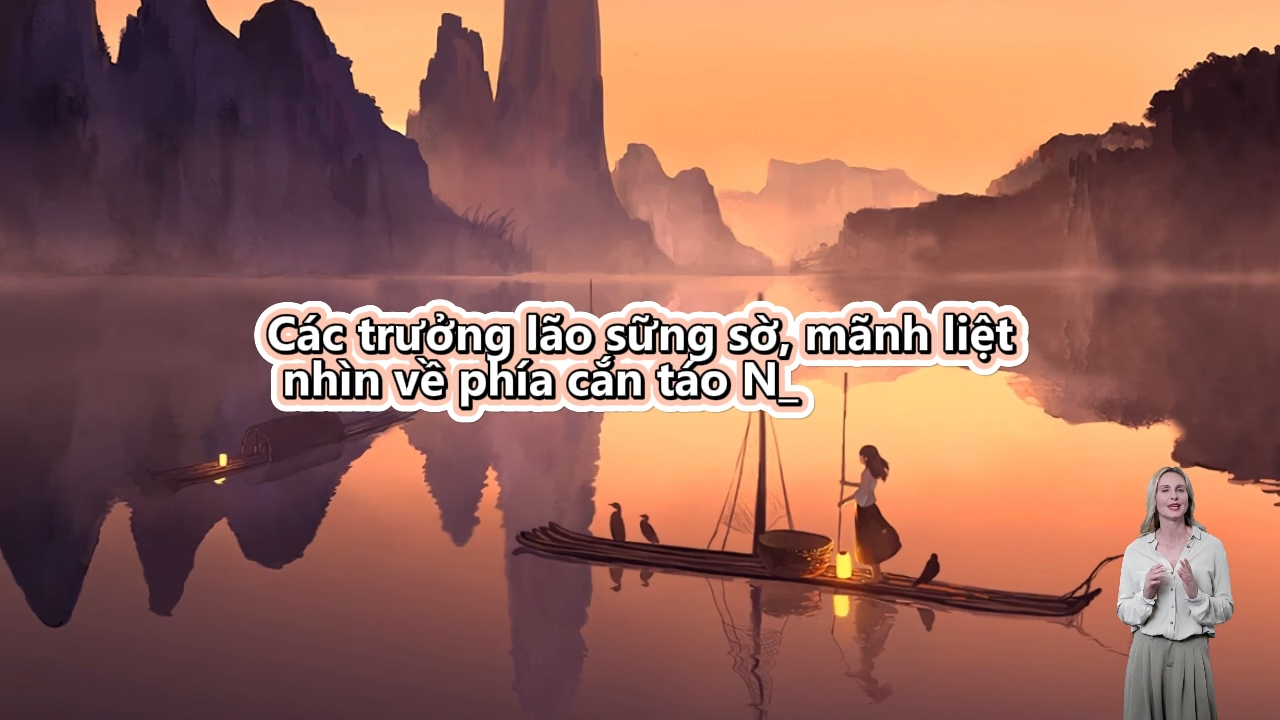 Các trưởng lão sững sờ, mãnh liệt
nhìn về phía cắn táo N_